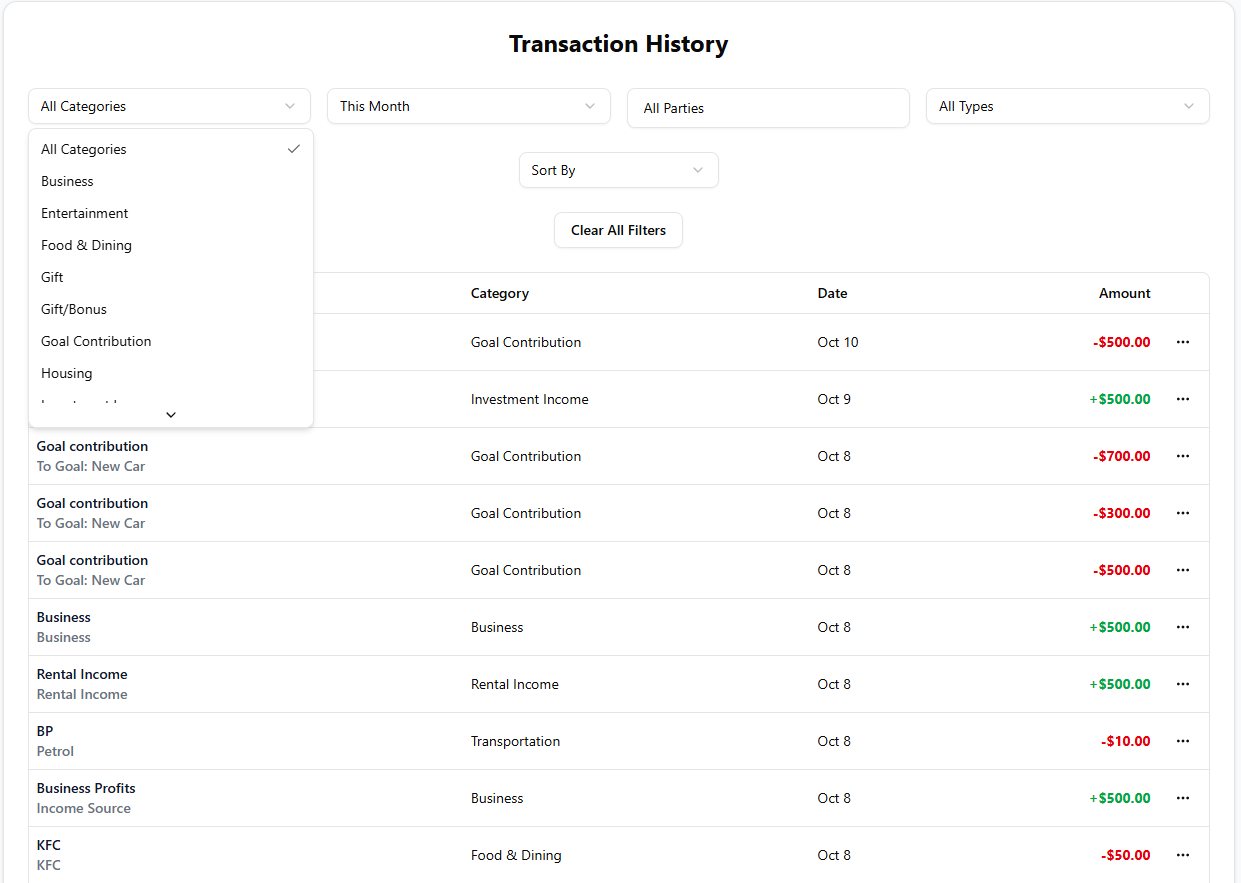 Transaction History
All Categories
This Month
All Parties
All Types
All Categories
Business
Entertainment
Food & Dining
Gift
Gift/Bonus
Goal Contribution
Housing
Sort By
Clear All Filters
Category Date Amount
Goal Contribution Oct 10 -$500.00
Investment Income Oct 9 +$500.00
Goal contribution
To Goal: New Car
Goal Contribution Oct 8 -$700.00
Goal contribution
To Goal: New Car
Goal Contribution Oct 8 -$300.00
Goal contribution
To Goal: New Car
Goal Contribution Oct 8 -$500.00
Business
Business
Business Oct 8 +$500.00
Rental Income
Rental Income
Rental Income Oct 8 +$500.00
BP
Petrol
Transportation Oct 8 -$10.00
Business Profits
Income Source
Business Oct 8 +$500.00
KFC
KFC
Food & Dining Oct 8 -$50.00